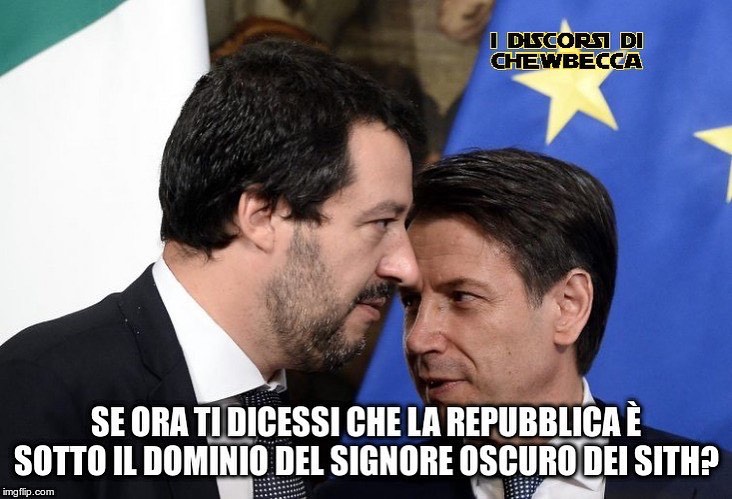 I DISCORSI DI
CHEWBECCA
SE ORA TI DICESSI CHE LA REPUBBLICA È
SOTTO IL DOMINIO DEL SIGNORE OSCURO DEI SITH?
imgflip.com